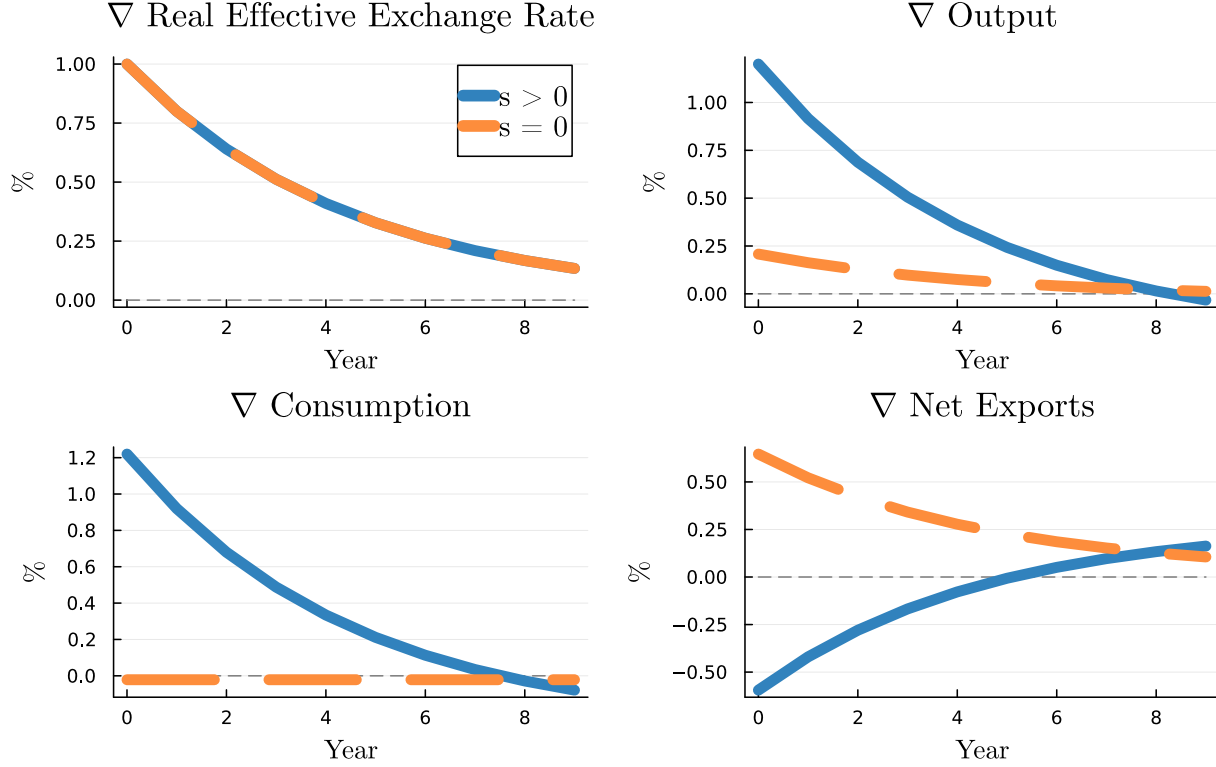 ∇ Real Effective Exchange Rate
1.00
0.75
0.50
0.25
0.00
%
0 2 4 6 8
Year
s > 0
s = 0
∇ Output
1.00
0.75
0.50
0.25
0.00
%
0 2 4 6 8
Year
∇ Consumption
1.2
1.0
0.8
0.6
0.4
0.2
0.0
%
0 2 4 6 8
Year
∇ Net Exports
0.50
0.25
0.00
−0.25
−0.50
%
0 2 4 6 8
Year